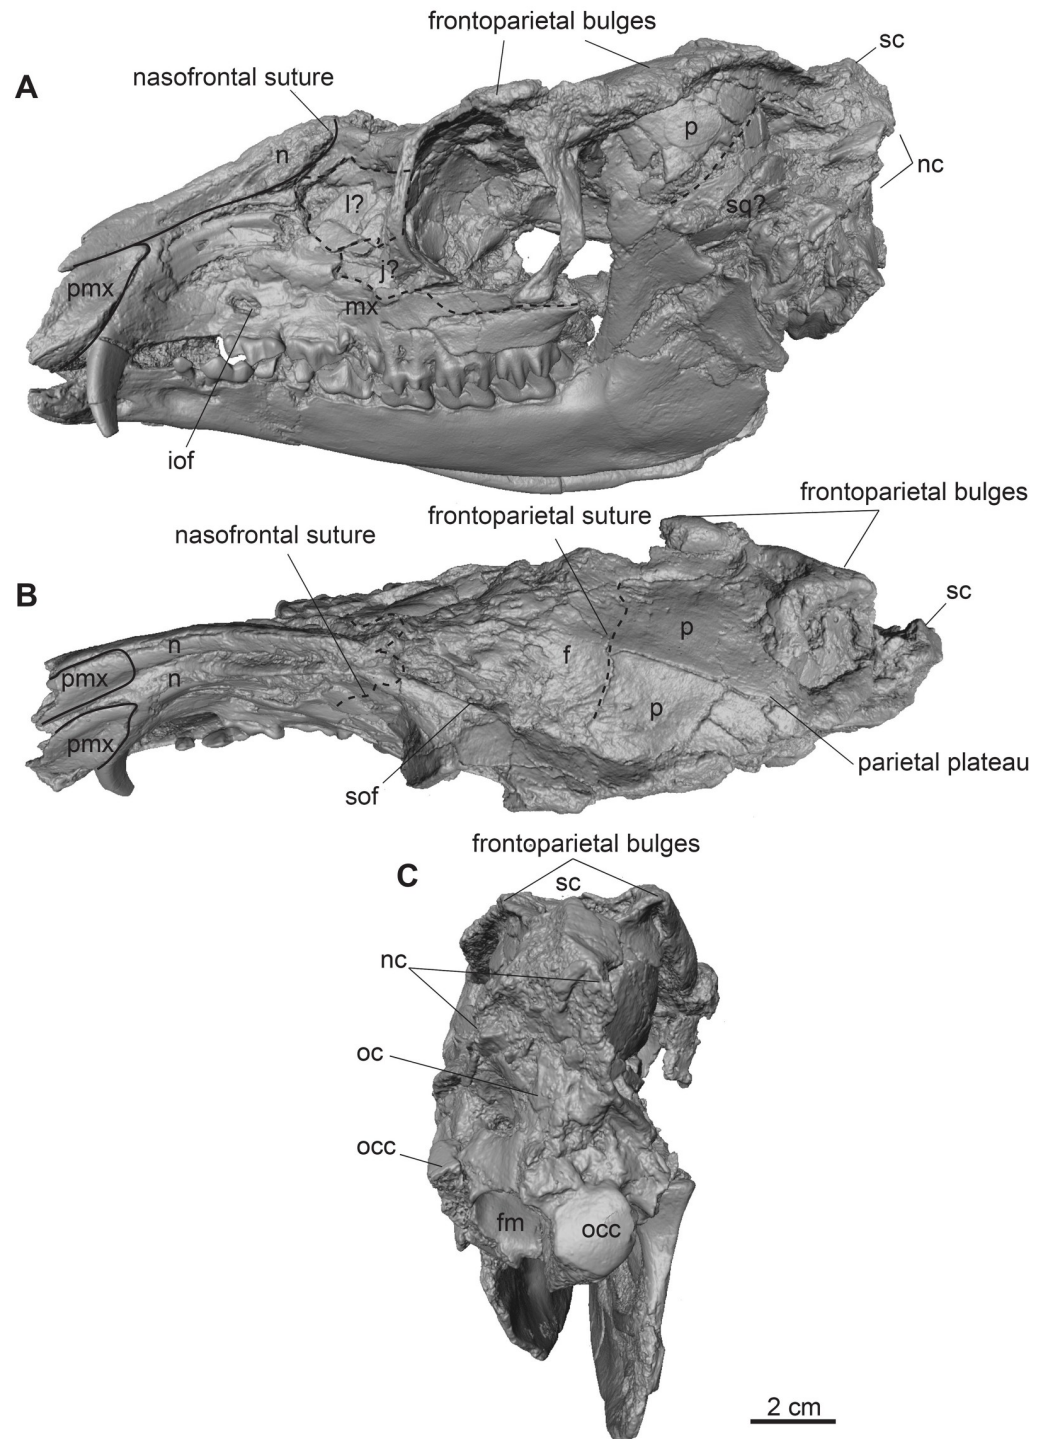 frontoparietal bulges
sc
A
nasofrontal suture
n
p
nc
l?
sq?
j?
pmx
mx
iof
frontoparietal bulges
frontoparietal suture
nasofrontal suture
B
sc
n
p
f
pmx
n
p
pmx
parietal plateau
sof
frontoparietal bulges
C
sc
nc
oc
occ
fm
occ
2 cm